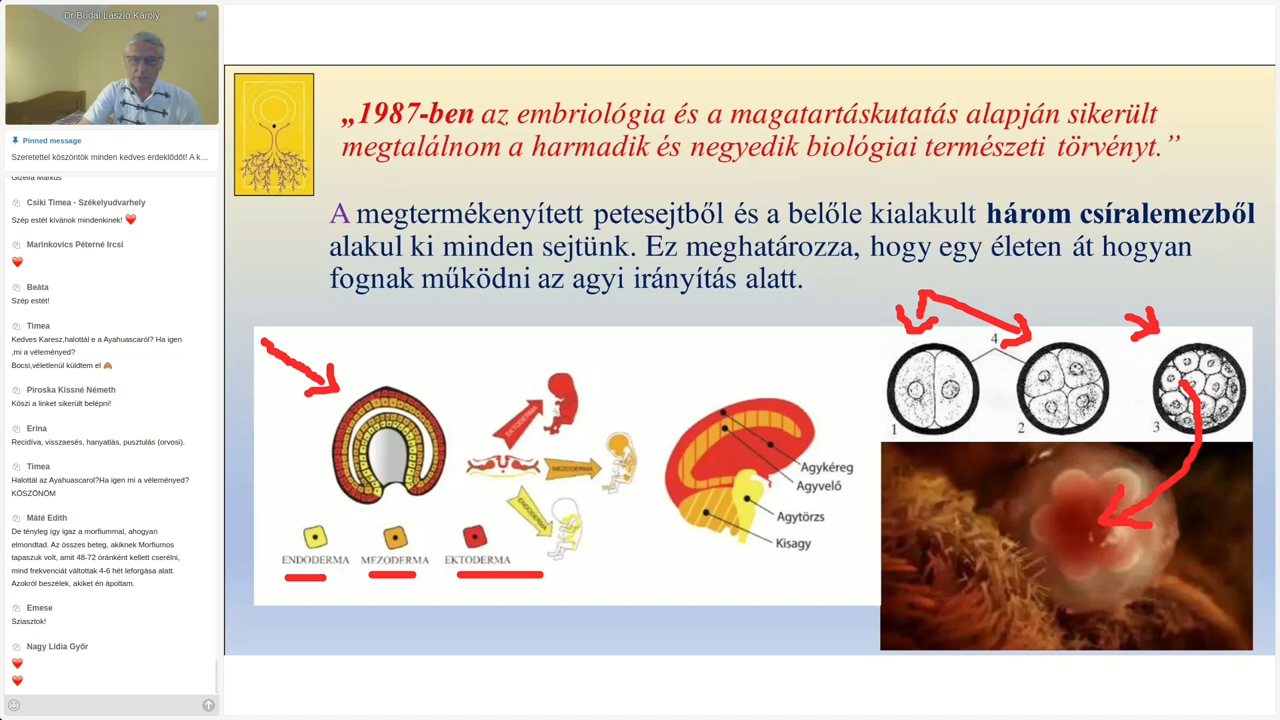 Dr Budai László Károly
Pinned message
Szeretettel köszöntök minden kedves érdeklődőt! A k...
Gizella Markus
Csiki Timea - Székelyudvarhely
Szép estét kívánok mindenkinek! ❤️
Marinkovics Péterné Ircsi
❤️
Beáta
Szép estét!
Timea
Kedves Karesz,halottál e a Ayahuascaról? Ha igen
,mi a véleményed?
Bocsi,véletlenül küldtem el 🙈
Piroska Kissné Németh
Köszi a linket sikerült belépni!
Erina
Recidíva, visszaesés, hanyatlás, pusztulás (orvosi).
Timea
Halottál az Ayahuascarol?Ha igen mi a véleményed?
KÖSZÖNÖM
Máté Edith
De tényleg így igaz a morfiummal, ahogyan
elmondtad. Az összes beteg, akiknek Morfiumos
tapaszuk volt, amit 48-72 óránként kellett cserélni,
mind frekvenciát váltottak 4-6 hét leforgása alatt.
Azokról beszélek, akiket én ápoltam.
Emese
Sziasztok!
Nagy Lídia Győr
❤️
❤️
„1987-ben az embriológia és a magatartáskutatás alapján sikerült
megtalálnom a harmadik és negyedik biológiai természeti törvényt.”
A megtermékenyített petesejtből és a belőle kialakult három csíralemezből
alakul ki minden sejtünk. Ez meghatározza, hogy egy életen át hogyan
fognak működni az agyi irányítás alatt.
EKTODERMA
MEZODERMA
ENDODERMA
ENDODERMA MEZODERMA EKTODERMA
Agykéreg
Agyvelő
Agytörzs
Kisagy
4
1 2 3